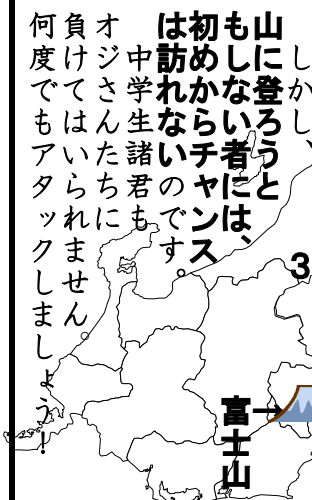 しかし、
山に登ろうと
もしない者には、
初めからチャンス
は訪れないのです。
中学生諸君も
オジさんたちに
負けてはいられません。
何度でもアタックしましょう！
3
→
富士山